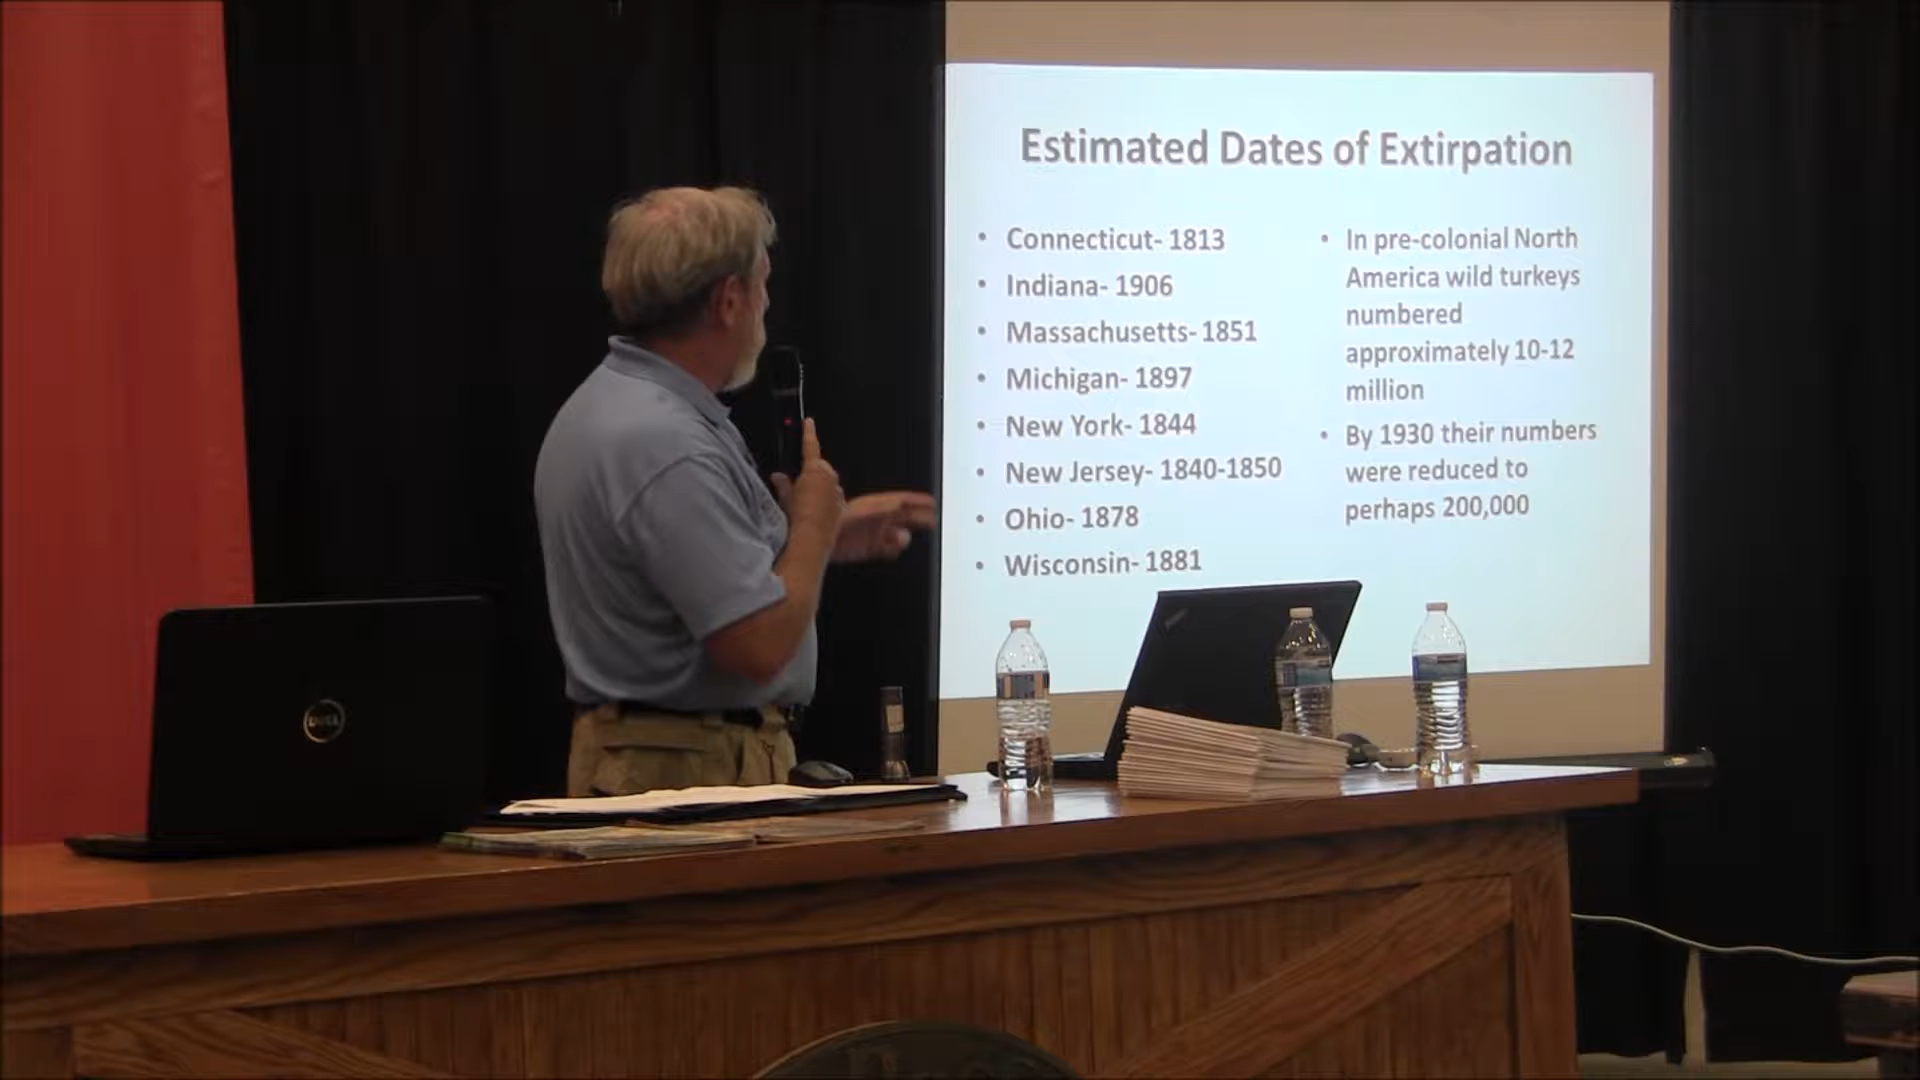 Estimated Dates of Extirpation
• Connecticut- 1813
• Indiana- 1906
• Massachusetts- 1851
• Michigan- 1897
• New York- 1844
• New Jersey- 1840-1850
• Ohio- 1878
• Wisconsin- 1881
• In pre-colonial North
America wild turkeys
numbered
approximately 10-12
million
• By 1930 their numbers
were reduced to
perhaps 200,000
DELL